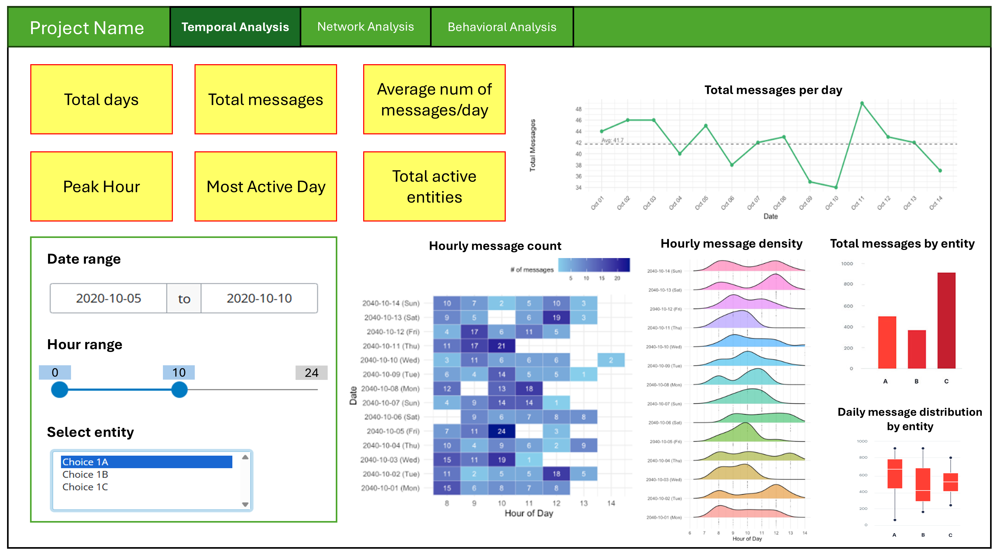 Project Name
Temporal Analysis
Network Analysis
Behavioral Analysis
Total days
Total messages
Average num of
messages/day
Peak Hour
Most Active Day
Total active
entities
Total messages per day
Total Messages
48
46
44
42
40
38
36
34
Avg: 41.7
Oct 01 Oct 02 Oct 03 Oct 04 Oct 05 Oct 06 Oct 07 Oct 08 Oct 09 Oct 10 Oct 11 Oct 12 Oct 13 Oct 14
Date
Date range
2020-10-05 to 2020-10-10
Hour range
0 10 24
Select entity
Choice 1A
Choice 1B
Choice 1C
Hourly message count
# of messages
5 10 15 20
Date
2040-10-14 (Sun) 10 7 2 5 10 3
2040-10-13 (Sat) 9 5 6 19 3
2040-10-12 (Fri) 4 17 6 11 5
2040-10-11 (Thu) 11 17 21
2040-10-10 (Wed) 3 11 6 6 6 2
2040-10-09 (Tue) 6 4 14 5 5 1
2040-10-08 (Mon) 12 13 18
2040-10-07 (Sun) 4 9 14 14 1
2040-10-06 (Sat) 9 6 7 8 8
2040-10-05 (Fri) 7 11 24 3
2040-10-04 (Thu) 10 4 9 6 2 9
2040-10-03 (Wed) 15 11 19 1
2040-10-02 (Tue) 11 2 5 5 18 5
2040-10-01 (Mon) 15 6 8 7 8
8 9 10 11 12 13 14
Hour of Day
Hourly message density
2040-10-14 (Sun)
2040-10-13 (Sat)
2040-10-12 (Fri)
2040-10-11 (Thu)
2040-10-10 (Wed)
2040-10-09 (Tue)
2040-10-08 (Mon)
2040-10-07 (Sun)
2040-10-06 (Sat)
2040-10-05 (Fri)
2040-10-04 (Thu)
2040-10-03 (Wed)
2040-10-02 (Tue)
2040-10-01 (Mon)
6 7 8 9 10 11 12 13 14
Hour of Day
Total messages by entity
1000
800
600
400
200
0
A B C
Daily message distribution
by entity
1000
800
600
400
200
0
A B C